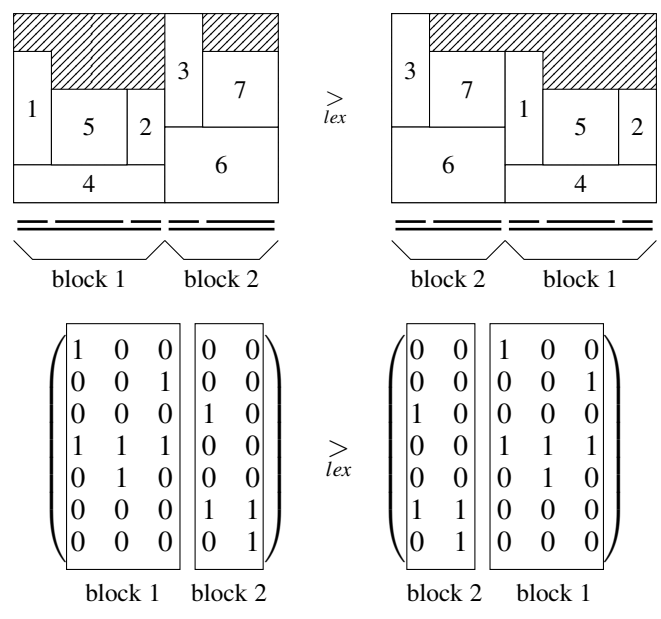 3 7 1 5 2 6 4
>
lex
3 7 1 5 2 6 4
block 1 block 2
block 2 block 1
1 0 0 0 0 0 0 1 0 0
0 0 1 0 0 0 0 0 0 1
0 0 0 1 0 1 0 0 0 0
1 1 1 0 0 > 0 0 1 1 1
lex
0 1 0 0 0 0 0 0 1 0
0 0 0 1 1 1 1 0 0 0
0 0 0 0 1 0 1 0 0 0
block 1 block 2 block 2 block 1